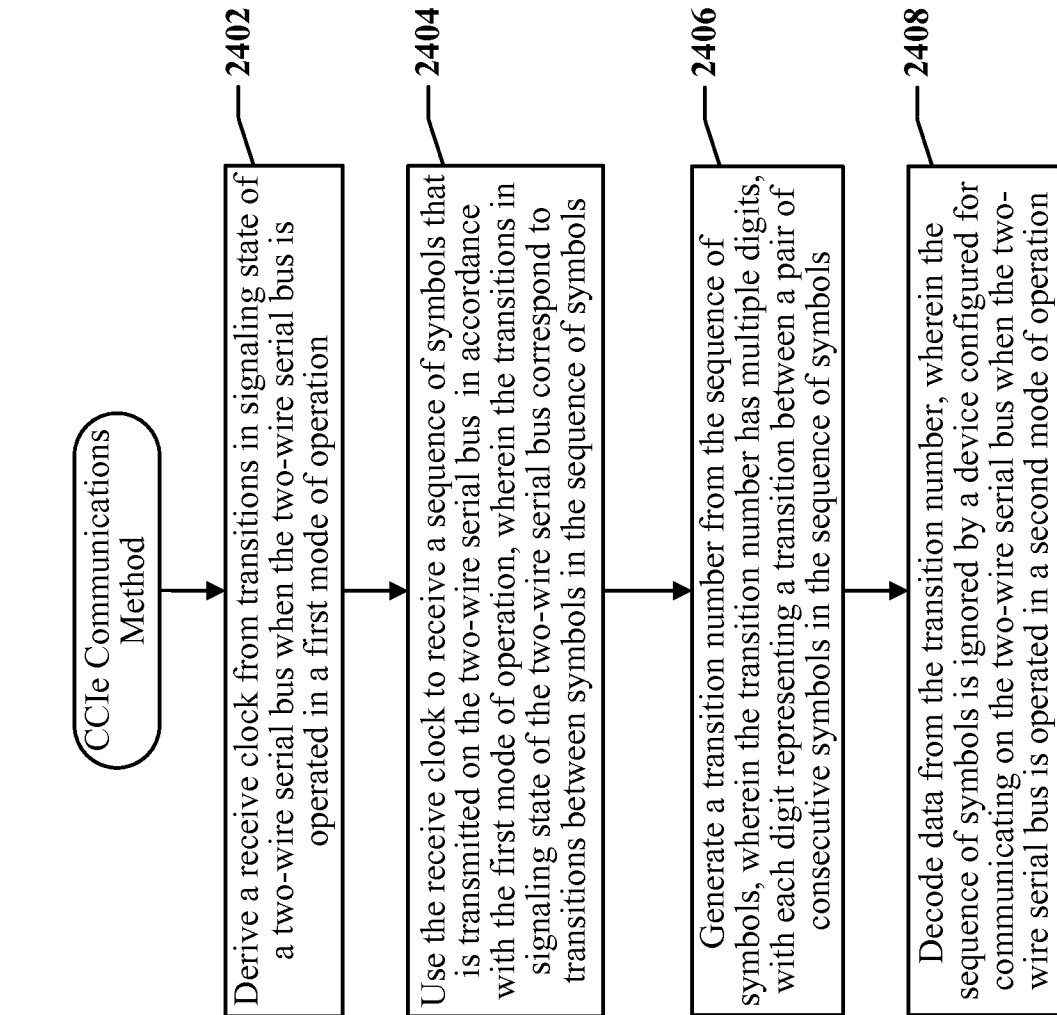 CCIe Communications
Method
2402
Derive a receive clock from transitions in signaling state of
a two-wire serial bus when the two-wire serial bus is
operated in a first mode of operation
2404
Use the receive clock to receive a sequence of symbols that
is transmitted on the two-wire serial bus in accordance
with the first mode of operation, wherein the transitions in
signaling state of the two-wire serial bus correspond to
transitions between symbols in the sequence of symbols
2406
Generate a transition number from the sequence of
symbols, wherein the transition number has multiple digits,
with each digit representing a transition between a pair of
consecutive symbols in the sequence of symbols
2408
Decode data from the transition number, wherein the
sequence of symbols is ignored by a device configured for
communicating on the two-wire serial bus when the two-
wire serial bus is operated in a second mode of operation